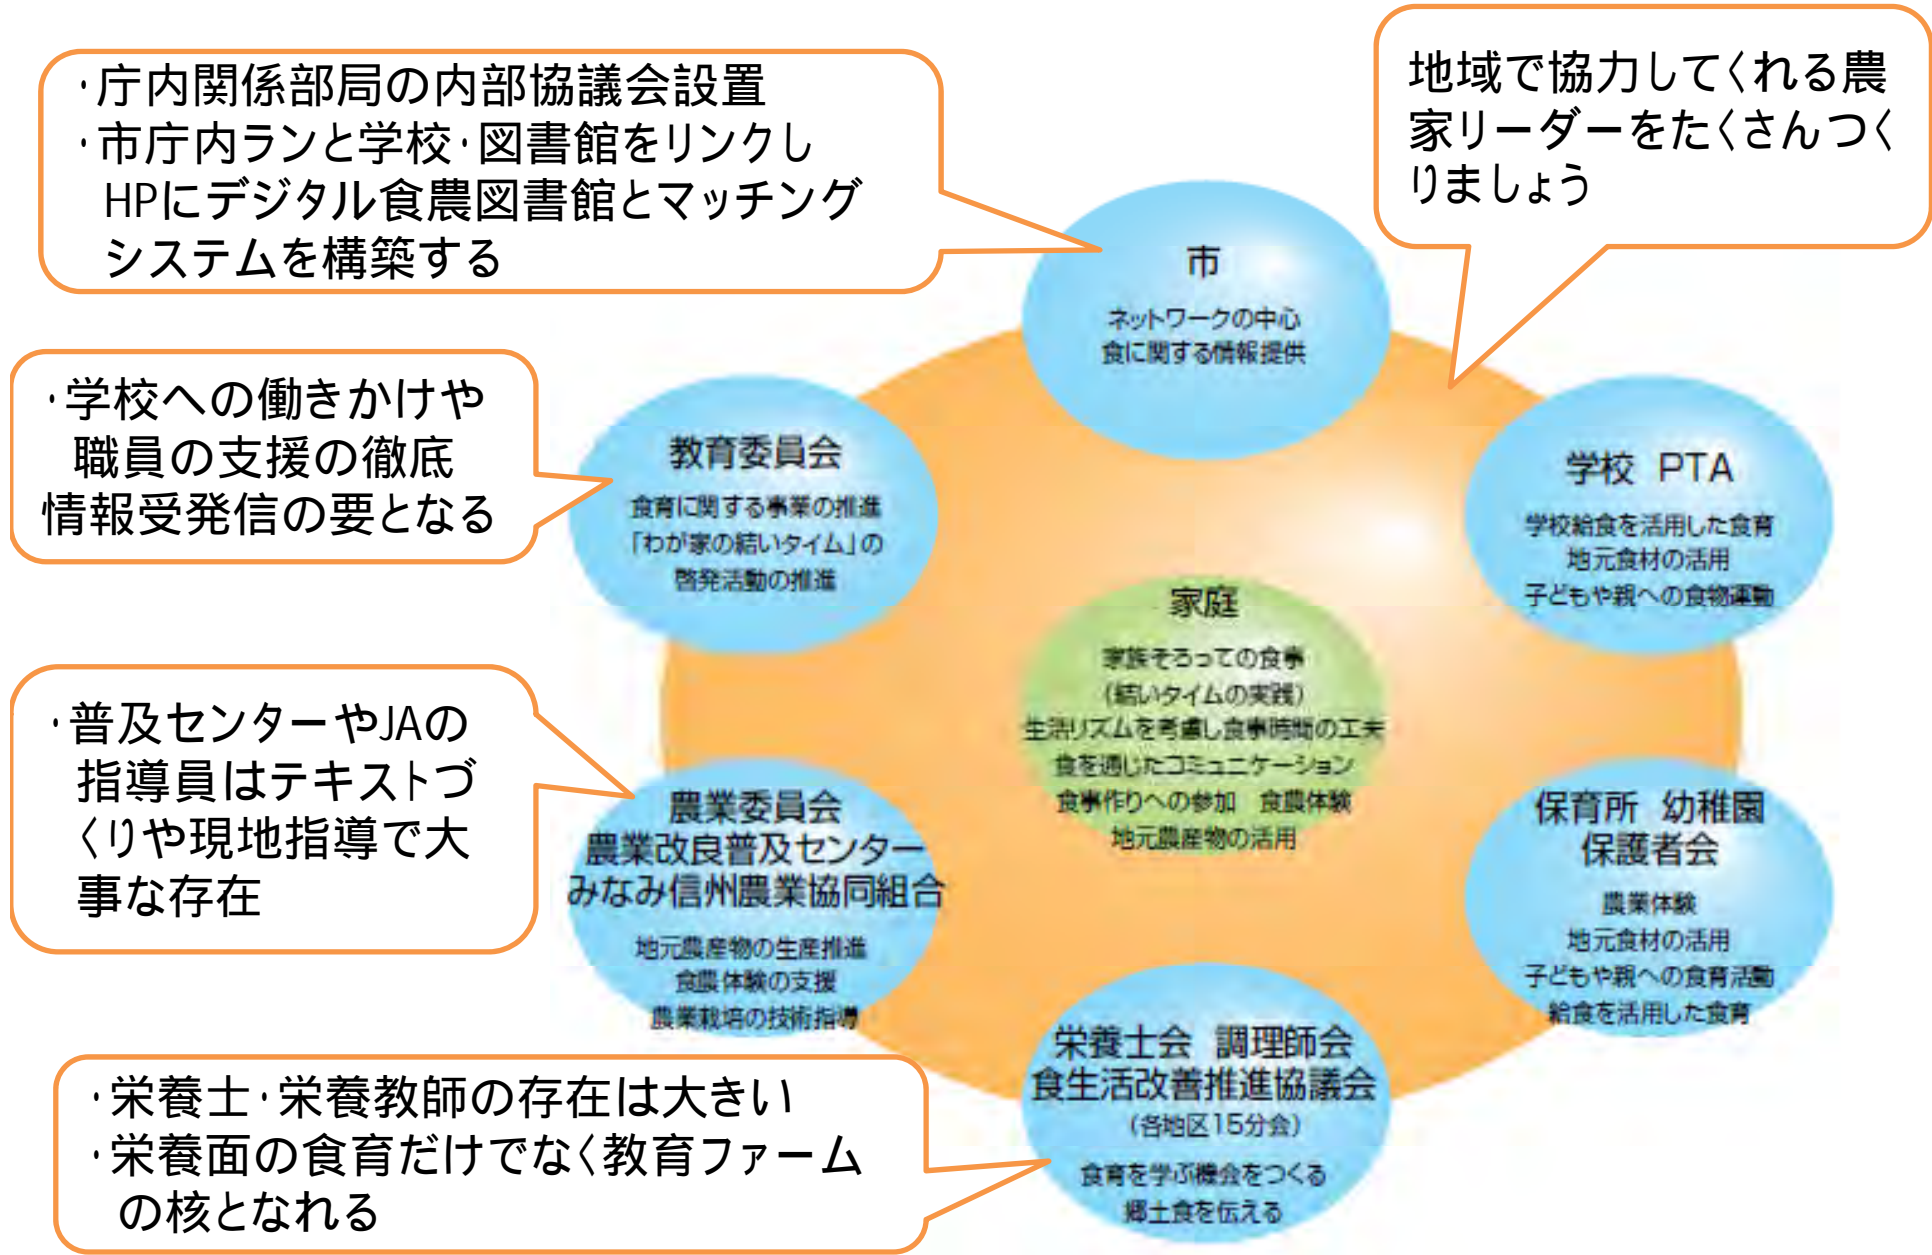 ・庁内関係部局の内部協議会設置
・市庁内ランと学校・図書館をリンクし
HPにデジタル食農図書館とマッチング
システムを構築する
地域で協力してくれる農
家リーダーをたくさんつく
りましょう
市
ネットワークの中心
食に関する情報提供
・学校への働きかけや
職員の支援の徹底
情報受発信の要となる
教育委員会
食育に関する事業の推進
「わが家の結いタイム」の
啓発活動の推進
学校 PTA
学校給食を活用した食育
地元食材の活用
子どもや親への食物運動
家庭
家族そろっての食事
（結いタイムの実践）
生活リズムを考慮し食事時間の工夫
食を通じたコミュニケーション
食事作りへの参加 食農体験
地元農産物の活用
・普及センターやJAの
指導員はテキストづ
くりや現地指導で大
事な存在
農業委員会
農業改良普及センター
みなみ信州農業協同組合
地元農産物の生産推進
食農体験の支援
農業栽培の技術指導
保育所 幼稚園
保護者会
農業体験
地元食材の活用
子どもや親への食育活動
給食を活用した食育
・栄養士・栄養教師の存在は大きい
・栄養面の食育だけでなく教育ファーム
の核となれる
栄養士会 調理師会
食生活改善推進協議会
（各地区15分会）
食育を学ぶ機会をつくる
郷土食を伝える